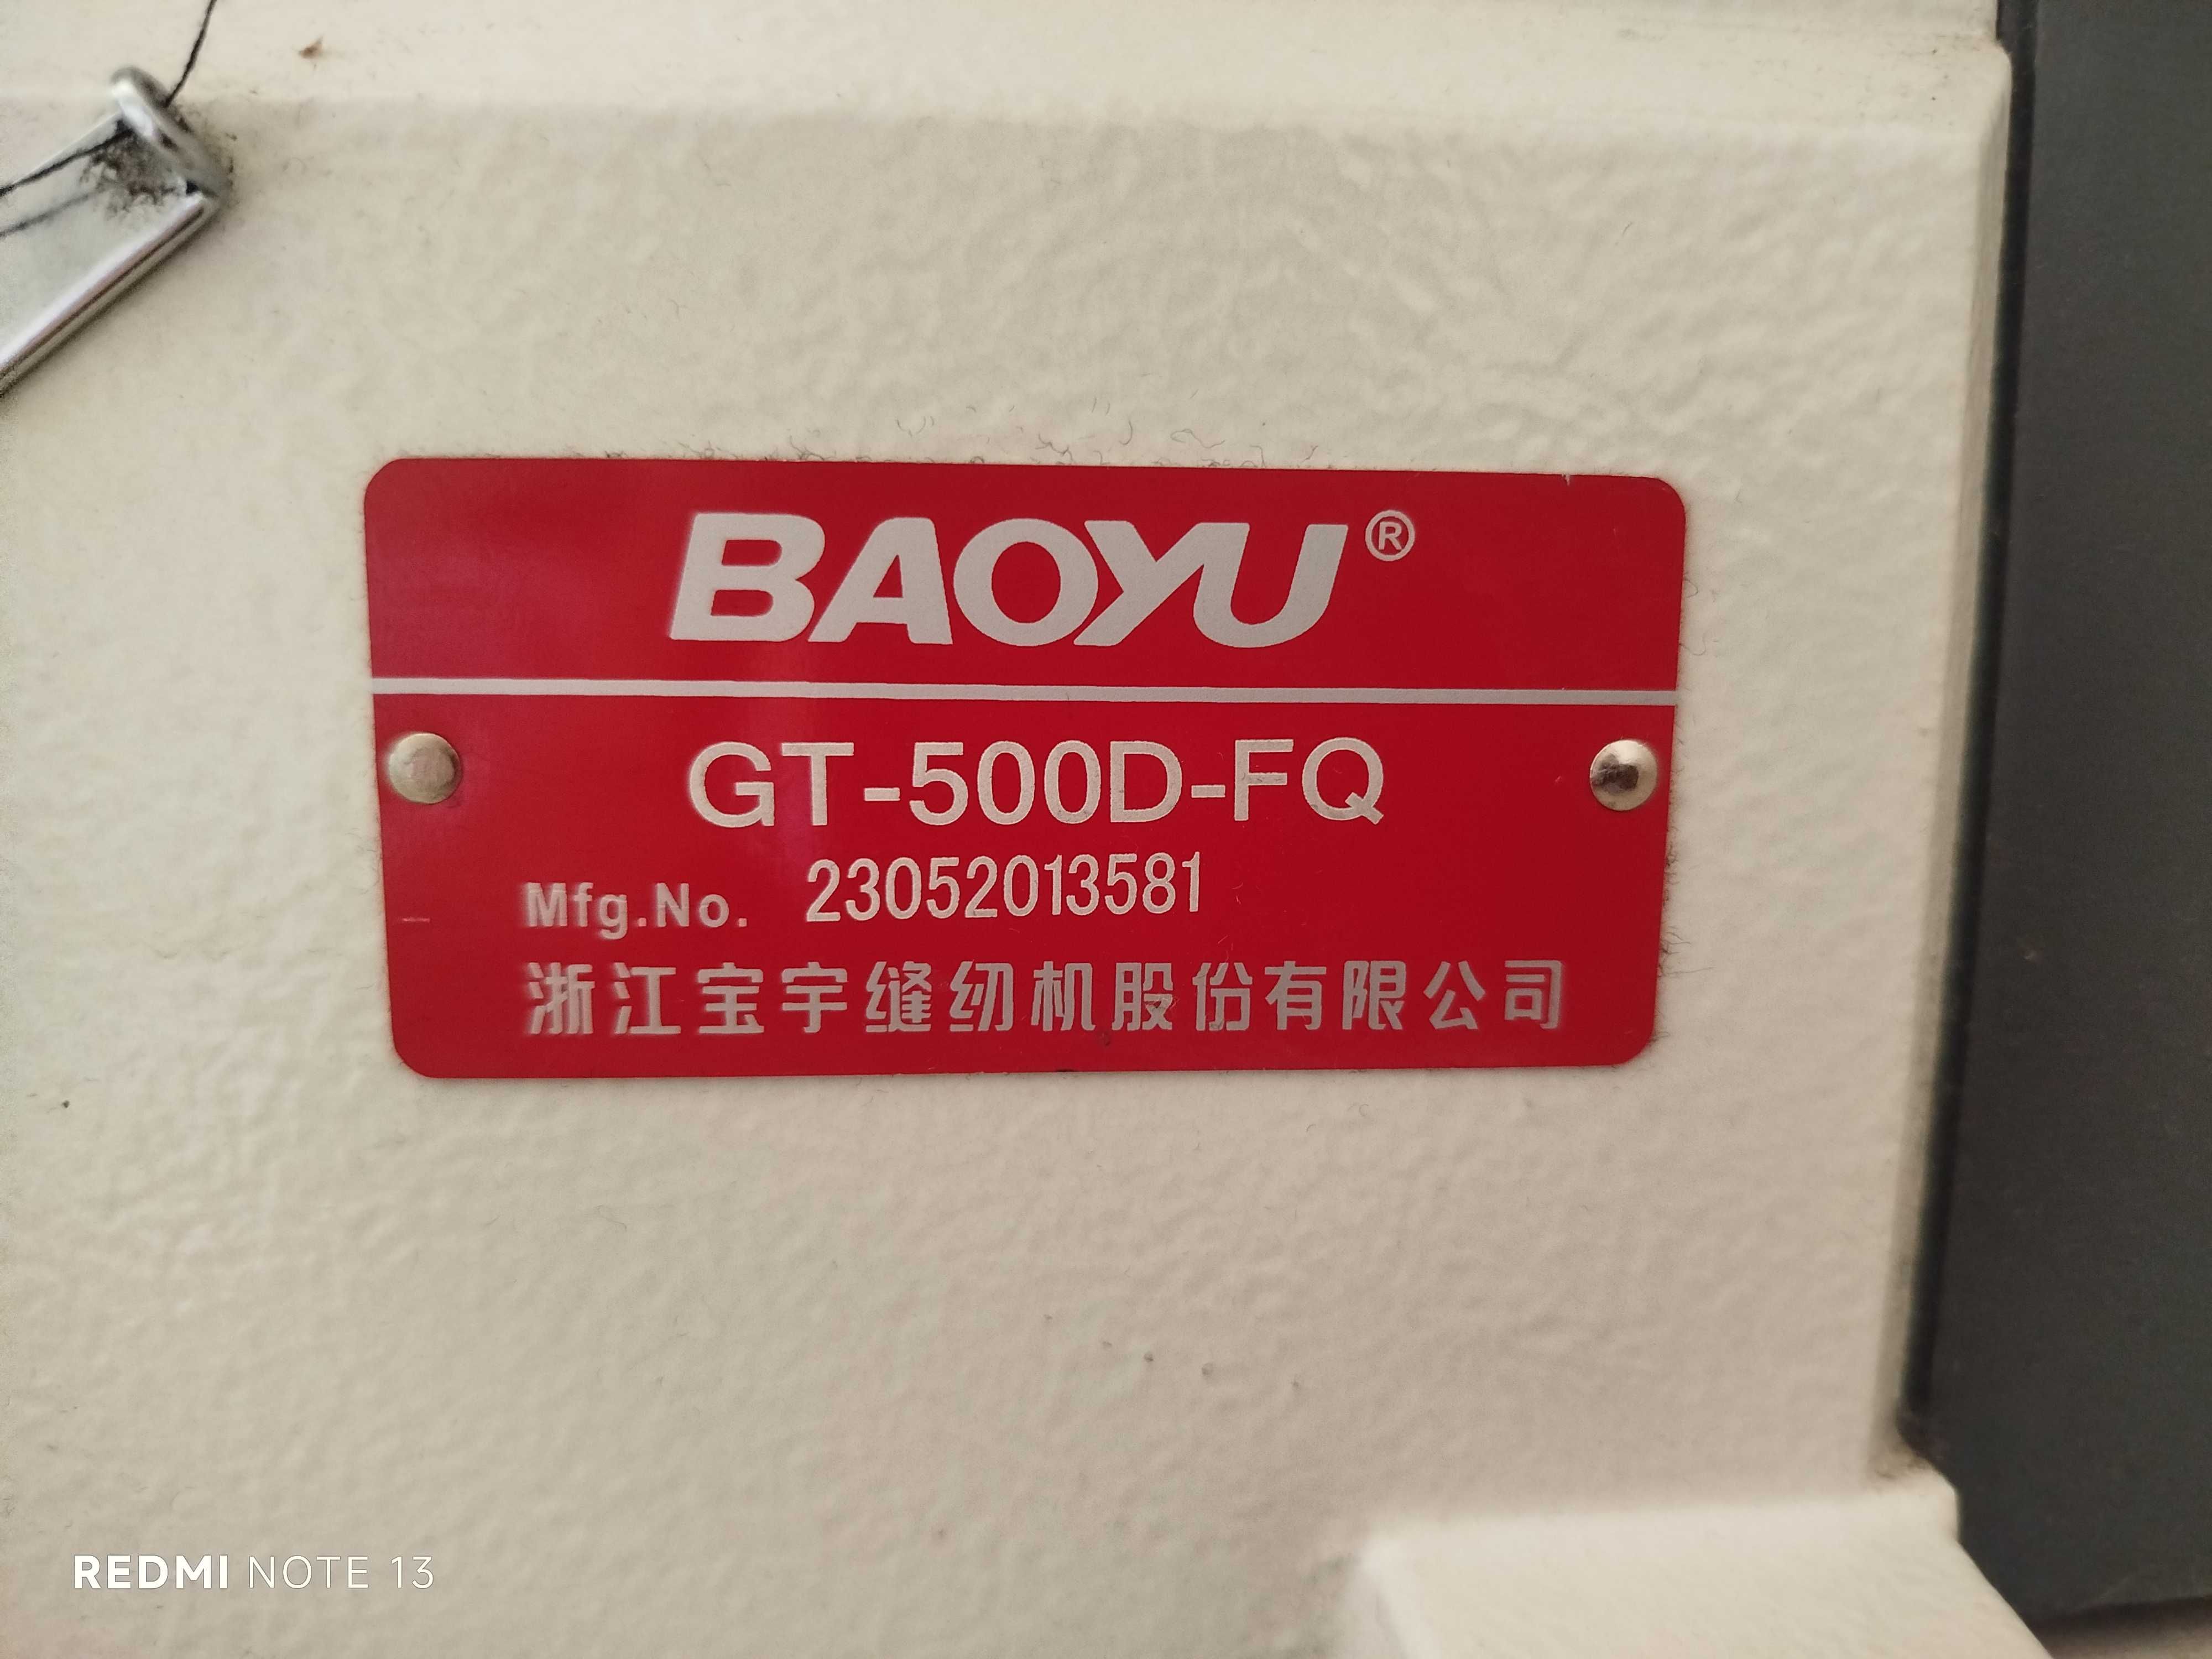 BAOYU®
GT-500D-FQ
Mfg.No. 23052013581
浙江宝宇缝纫机股份有限公司
REDMI NOTE 13